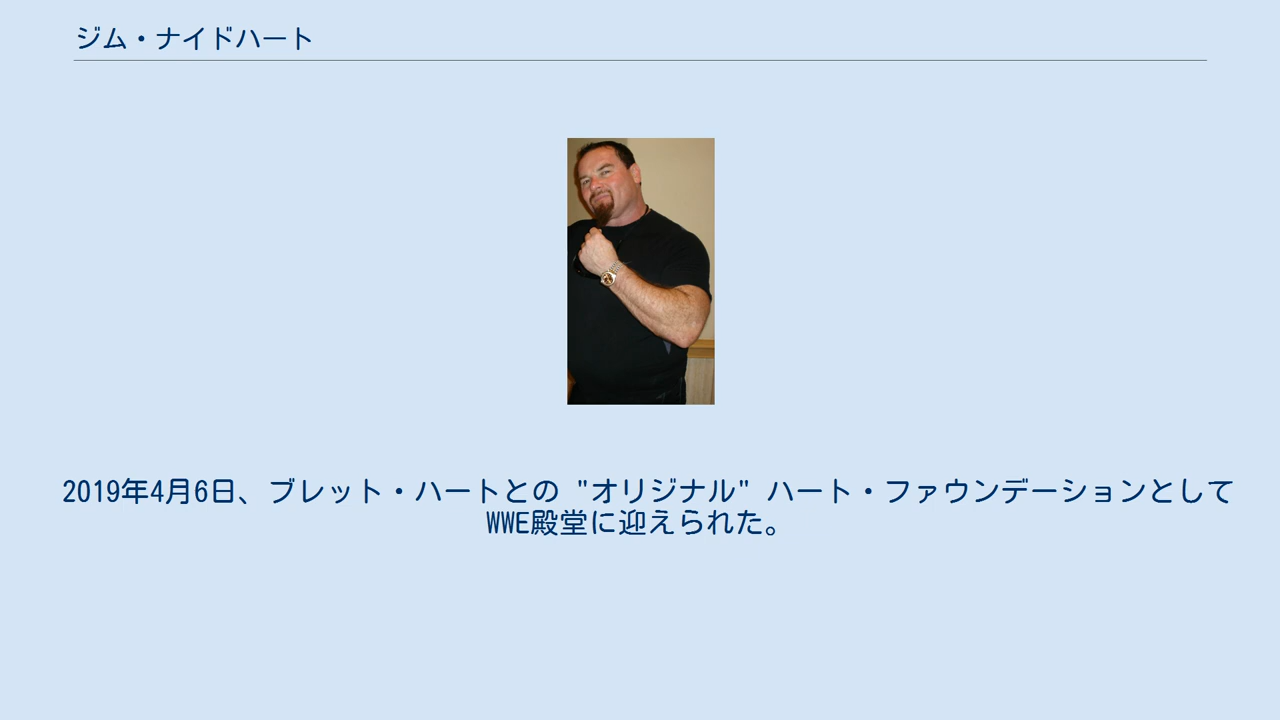 ジム・ナイドハート
2019年4月6日、ブレット・ハートとの "オリジナル" ハート・ファウンデーションとして
WWE殿堂に迎えられた。